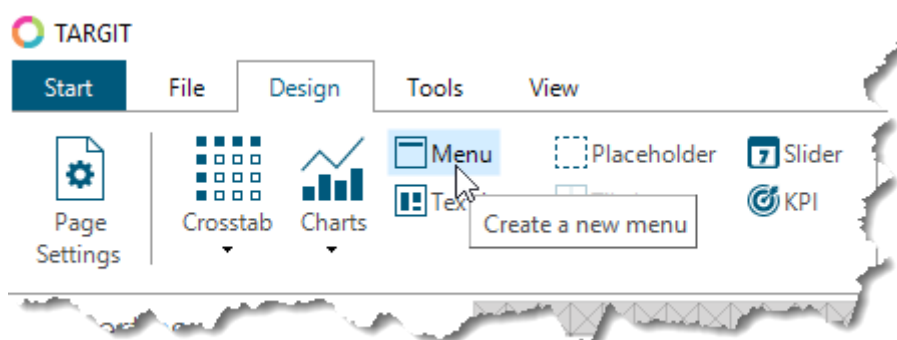 TARGIT
Start File Design Tools View
Menu Placeholder Slider
Crosstab Charts KPI
Page
Settings
Create a new menu